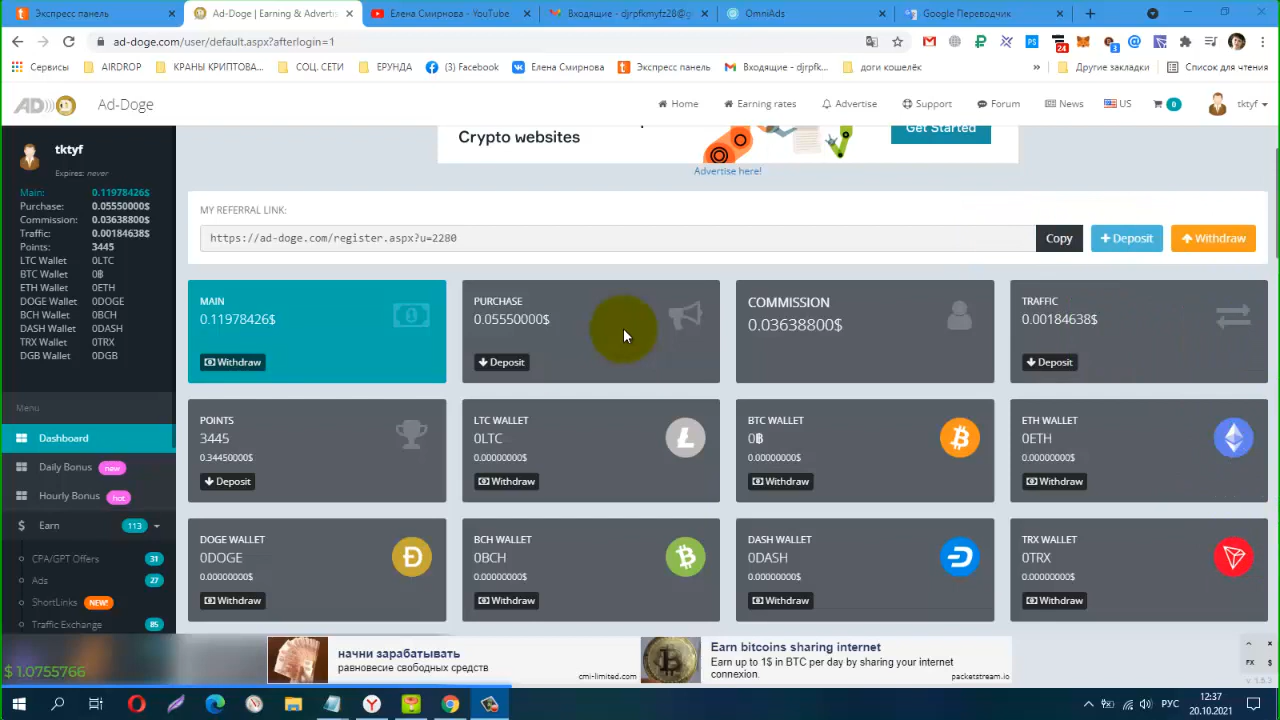 Экспресс панель
Ad-Doge | Earning & Adverti
Елена Смирнова - YouTube
Входящие - djrpfkmyfz28@g
OmniAds
Google Переводчик
ad-doge.com/user/default.aspx?afterlogin=1
24
3
Сервисы
AIRDROP
КРАНЫ КРИПТОВА...
СОЦ. СЕТИ
ЕРУНДА
(3) Facebook
Елена Смирнова
Экспресс панель
Входящие - djrpfk...
доги кошелёк
»
Другие закладки
Список для чтения
AD
Ad-Doge
Home
Earning rates
Advertise
Support
Forum
News
US
0
tktyf
tktyf
Expires: never
Main: 0.11978426$
Purchase: 0.05550000$
Commission: 0.03638800$
Traffic: 0.00184638$
Points: 3445
LTC Wallet 0LTC
BTC Wallet 0฿
ETH Wallet 0ETH
DOGE Wallet 0DOGE
BCH Wallet 0BCH
DASH Wallet 0DASH
TRX Wallet 0TRX
DGB Wallet 0DGB
Menu
Dashboard
Daily Bonus new
Hourly Bonus hot
Earn 113
CPA/GPT Offers 31
Ads 27
ShortLinks NEW!
Traffic Exchange 85
Crypto websites
Get Started
Advertise here!
MY REFERRAL LINK:
https://ad-doge.com/register.aspx?u=2280
Copy
Deposit
Withdraw
MAIN
0.11978426$
Withdraw
PURCHASE
0.05550000$
Deposit
COMMISSION
0.03638800$
TRAFFIC
0.00184638$
Deposit
POINTS
3445
0.34450000$
Deposit
LTC WALLET
0LTC
0.00000000$
Withdraw
BTC WALLET
0฿
0.00000000$
Withdraw
ETH WALLET
0ETH
0.00000000$
Withdraw
DOGE WALLET
0DOGE
0.00000000$
Withdraw
BCH WALLET
0BCH
0.00000000$
Withdraw
DASH WALLET
0DASH
0.00000000$
Withdraw
TRX WALLET
0TRX
0.00000000$
Withdraw
$ 1.0755766
начни зарабатывать
равновесие свободных средств
cmi-limited.com
Earn bitcoins sharing internet
Earn up to 1$ in BTC per day by sharing your internet
connection.
packetstream.io
FX $
v 1.5.3
РУС
12:37
20.10.2021